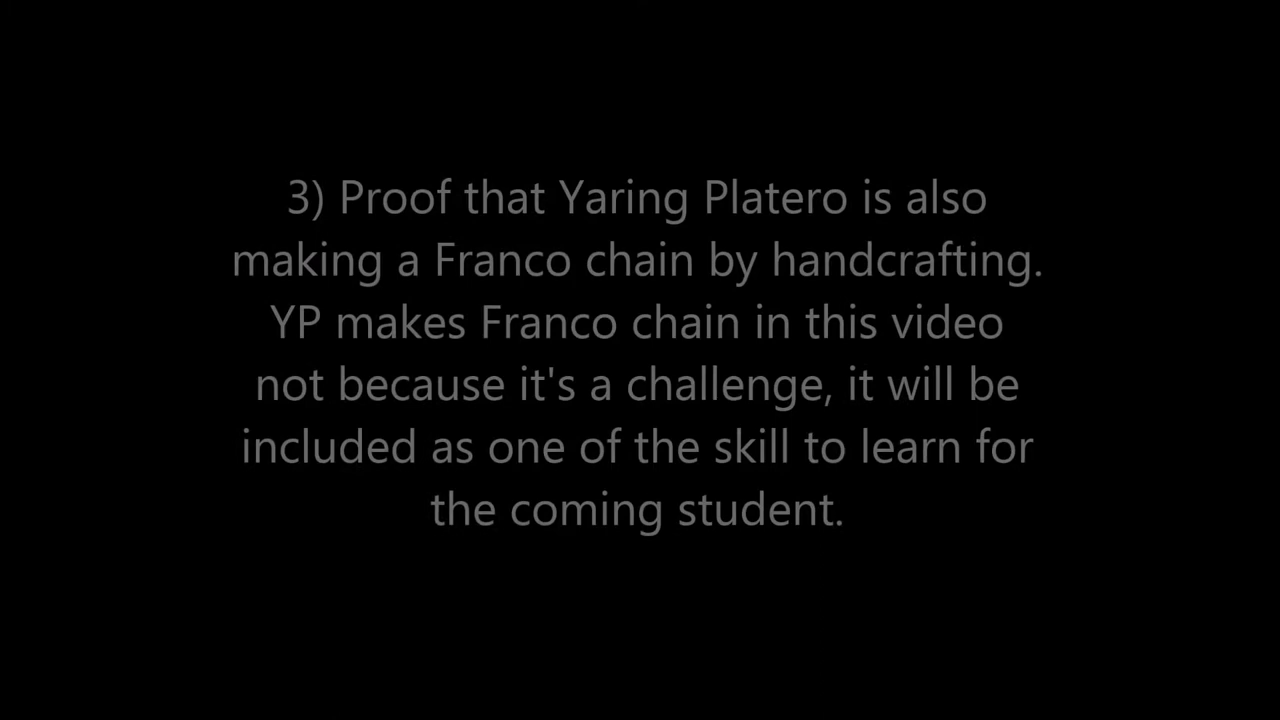 3) Proof that Yaring Platero is also
making a Franco chain by handcrafting.
YP makes Franco chain in this video
not because it's a challenge, it will be
included as one of the skill to learn for
the coming student.